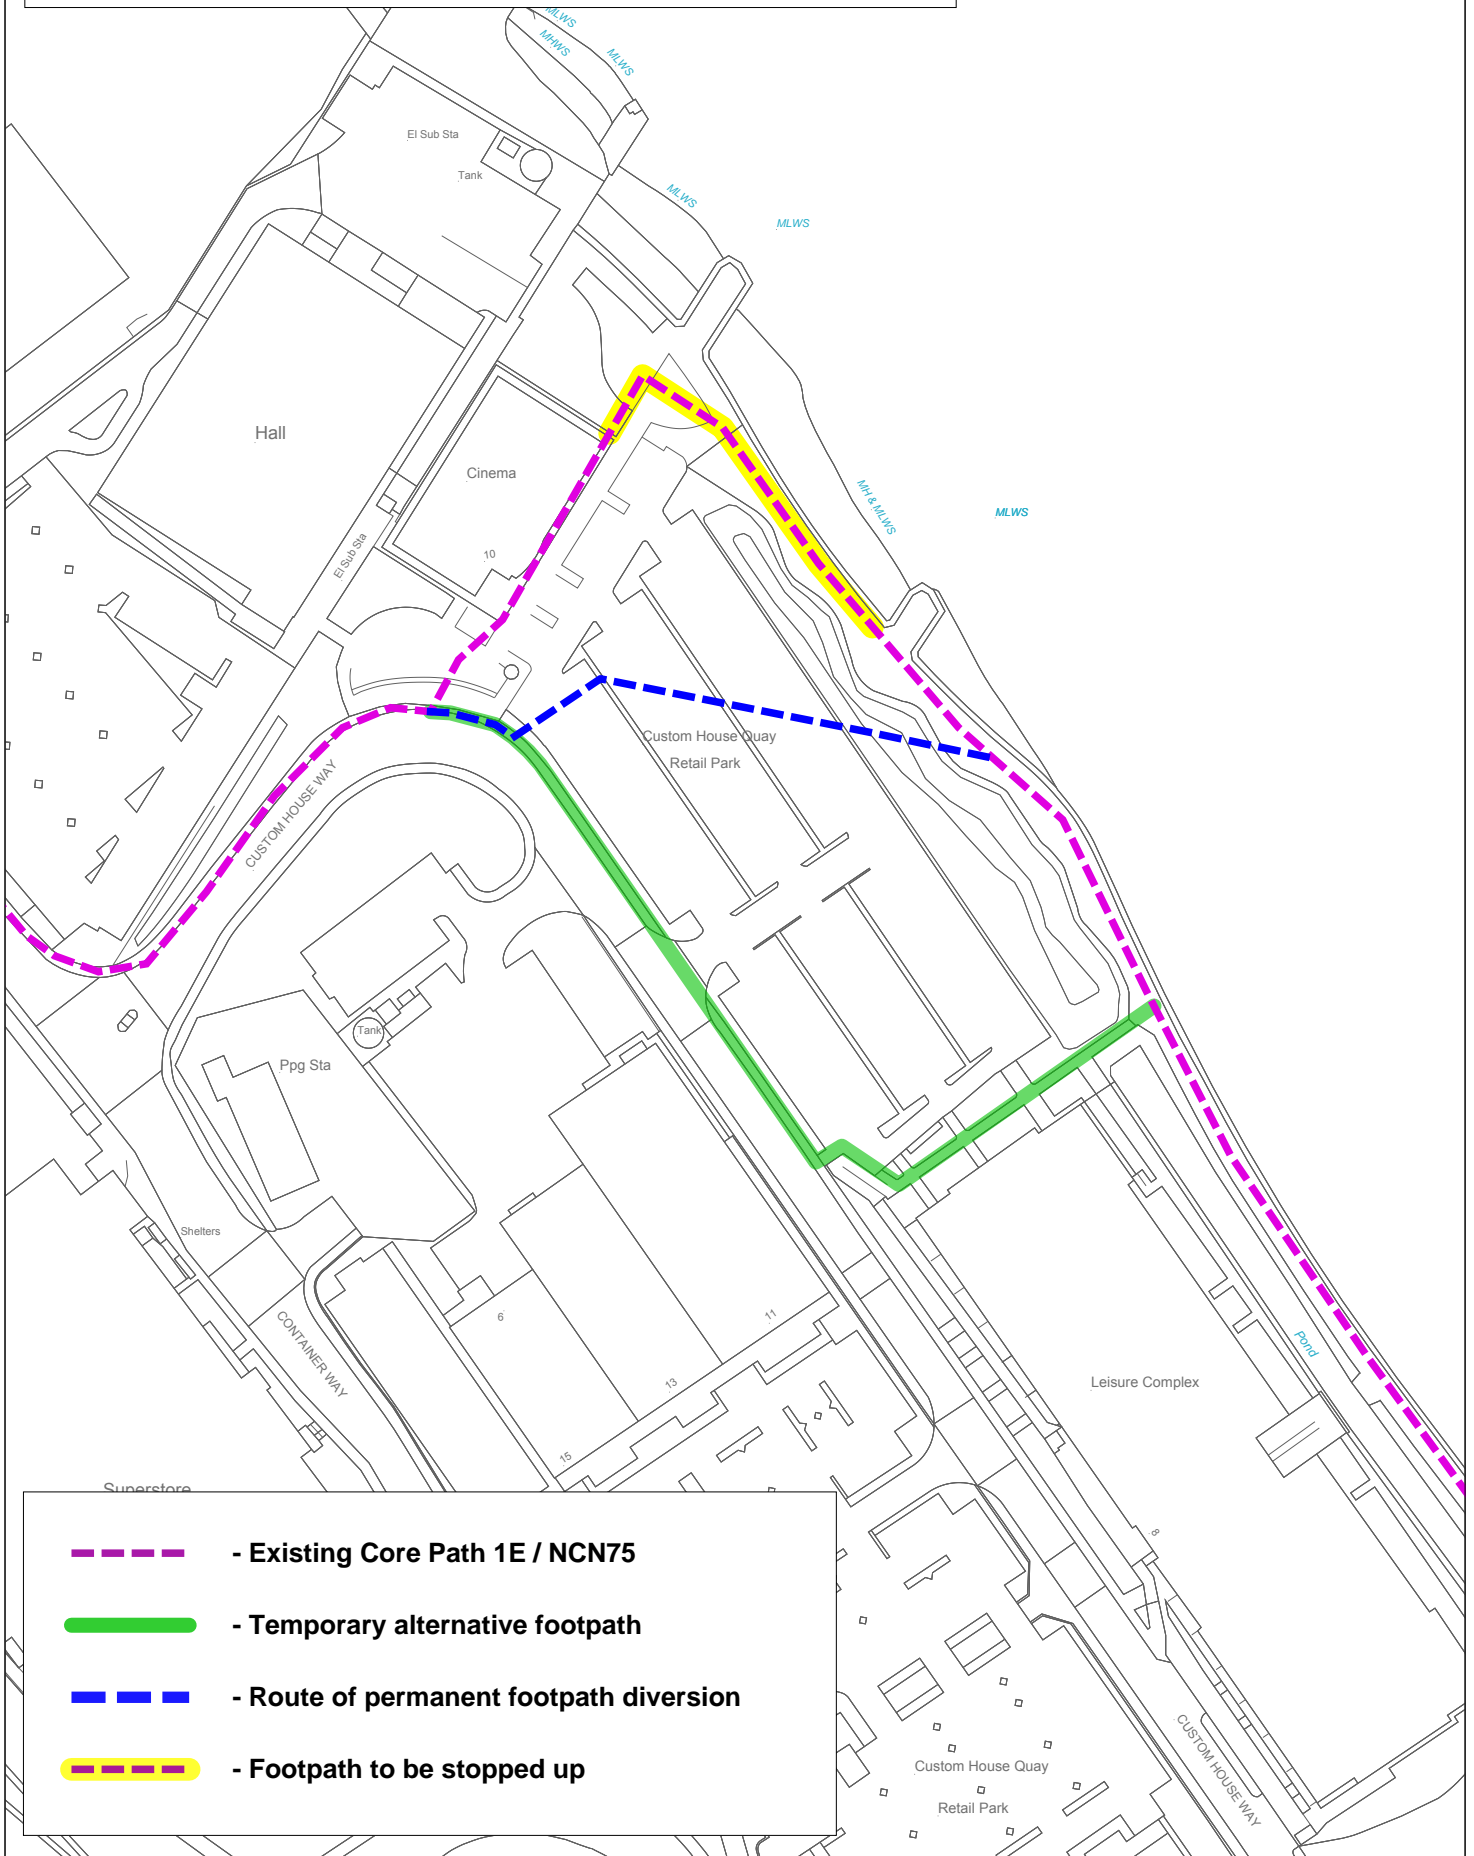 MLWS
MHWS
MLWS
El Sub Sta
Tank
MLWS
MLWS
Hall
Cinema
MH & MLWS
MLWS
El Sub Sta
10
Custom House Quay
Retail Park
CUSTOM HOUSE WAY
Tank
Ppg Sta
Shelters
CONTAINER WAY
6
11
13
15
Pond
Leisure Complex
Superstore
8
- Existing Core Path 1E / NCN75
- Temporary alternative footpath
- Route of permanent footpath diversion
- Footpath to be stopped up
CUSTOM HOUSE WAY
Custom House Quay
Retail Park